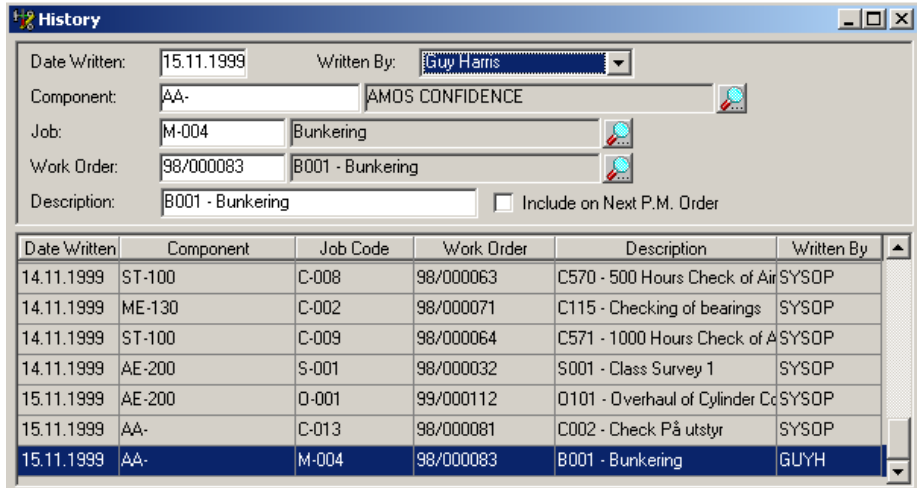 History
Date Written: 15.11.1999 Written By: Guy Harris
Component: AA- AMOS CONFIDENCE
Job: M-004 Bunkering
Work Order: 98/000083 B001 - Bunkering
Description: B001 - Bunkering Include on Next P.M. Order
Date Written Component Job Code Work Order Description Written By
14.11.1999 ST-100 C-008 98/000063 C570 - 500 Hours Check of Air SYSOP
14.11.1999 ME-130 C-002 98/000071 C115 - Checking of bearings SYSOP
14.11.1999 ST-100 C-009 98/000064 C571 - 1000 Hours Check of A SYSOP
14.11.1999 AE-200 S-001 98/000032 S001 - Class Survey 1 SYSOP
15.11.1999 AE-200 O-001 99/000112 O101 - Overhaul of Cylinder Co SYSOP
15.11.1999 AA- C-013 98/000081 C002 - Check På utstyr SYSOP
15.11.1999 AA- M-004 98/000083 B001 - Bunkering GUYH